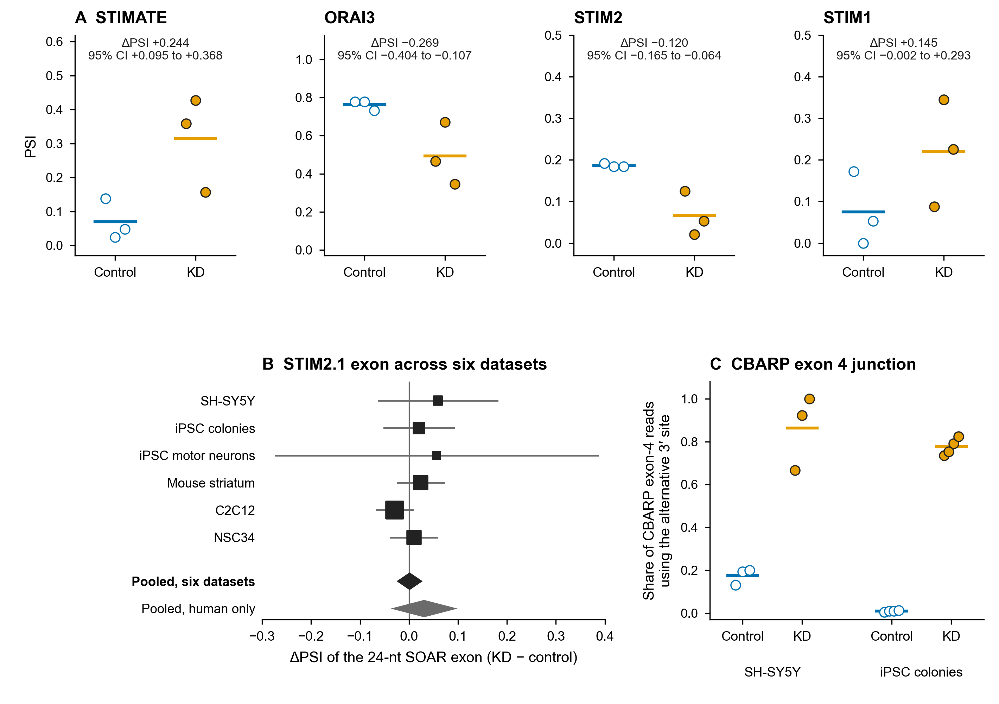 A STIMATE
ΔPSI +0.244
95% CI +0.095 to +0.368
PSI
0.6
0.5
0.4
0.3
0.2
0.1
0.0
Control KD
ORAI3
ΔPSI −0.269
95% CI −0.404 to −0.107
1.0
0.8
0.6
0.4
0.2
0.0
Control KD
STIM2
ΔPSI −0.120
95% CI −0.165 to −0.064
0.5
0.4
0.3
0.2
0.1
0.0
Control KD
STIM1
ΔPSI +0.145
95% CI −0.002 to +0.293
0.5
0.4
0.3
0.2
0.1
0.0
Control KD
B STIM2.1 exon across six datasets
SH-SY5Y
iPSC colonies
iPSC motor neurons
Mouse striatum
C2C12
NSC34
Pooled, six datasets
Pooled, human only
−0.3 −0.2 −0.1 0.0 0.1 0.2 0.3 0.4
ΔPSI of the 24-nt SOAR exon (KD − control)
C CBARP exon 4 junction
Share of CBARP exon-4 reads
using the alternative 3′ site
1.0
0.8
0.6
0.4
0.2
0.0
Control KD Control KD
SH-SY5Y iPSC colonies